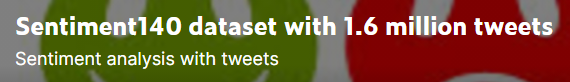 Sentiment140 dataset with 1.6 million tweets
Sentiment analysis with tweets